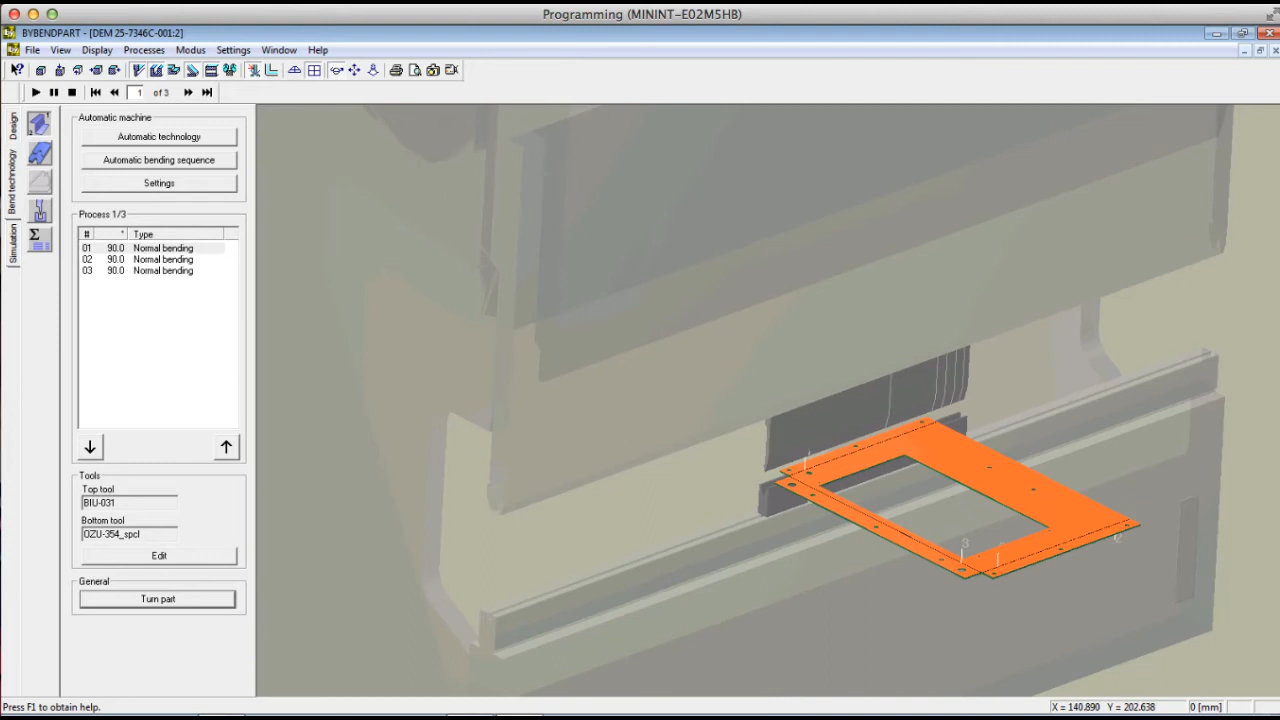 Programming (MININT-E02M5HB)
BYBENDPART - [DEM 25-7346C-001:2]
File View Display Processes Modus Settings Window Help
1 of 3
Design
Bend technology
Simulation
Automatic machine
Automatic technology
Automatic bending sequence
Settings
Process 1/3
# ° Type
01 90.0 Normal bending
02 90.0 Normal bending
03 90.0 Normal bending
Tools
Top tool
BIU-031
Bottom tool
OZU-354_spcl
Edit
General
Turn part
3
Press F1 to obtain help.
X = 140.890 Y = 202.638 0 [mm]